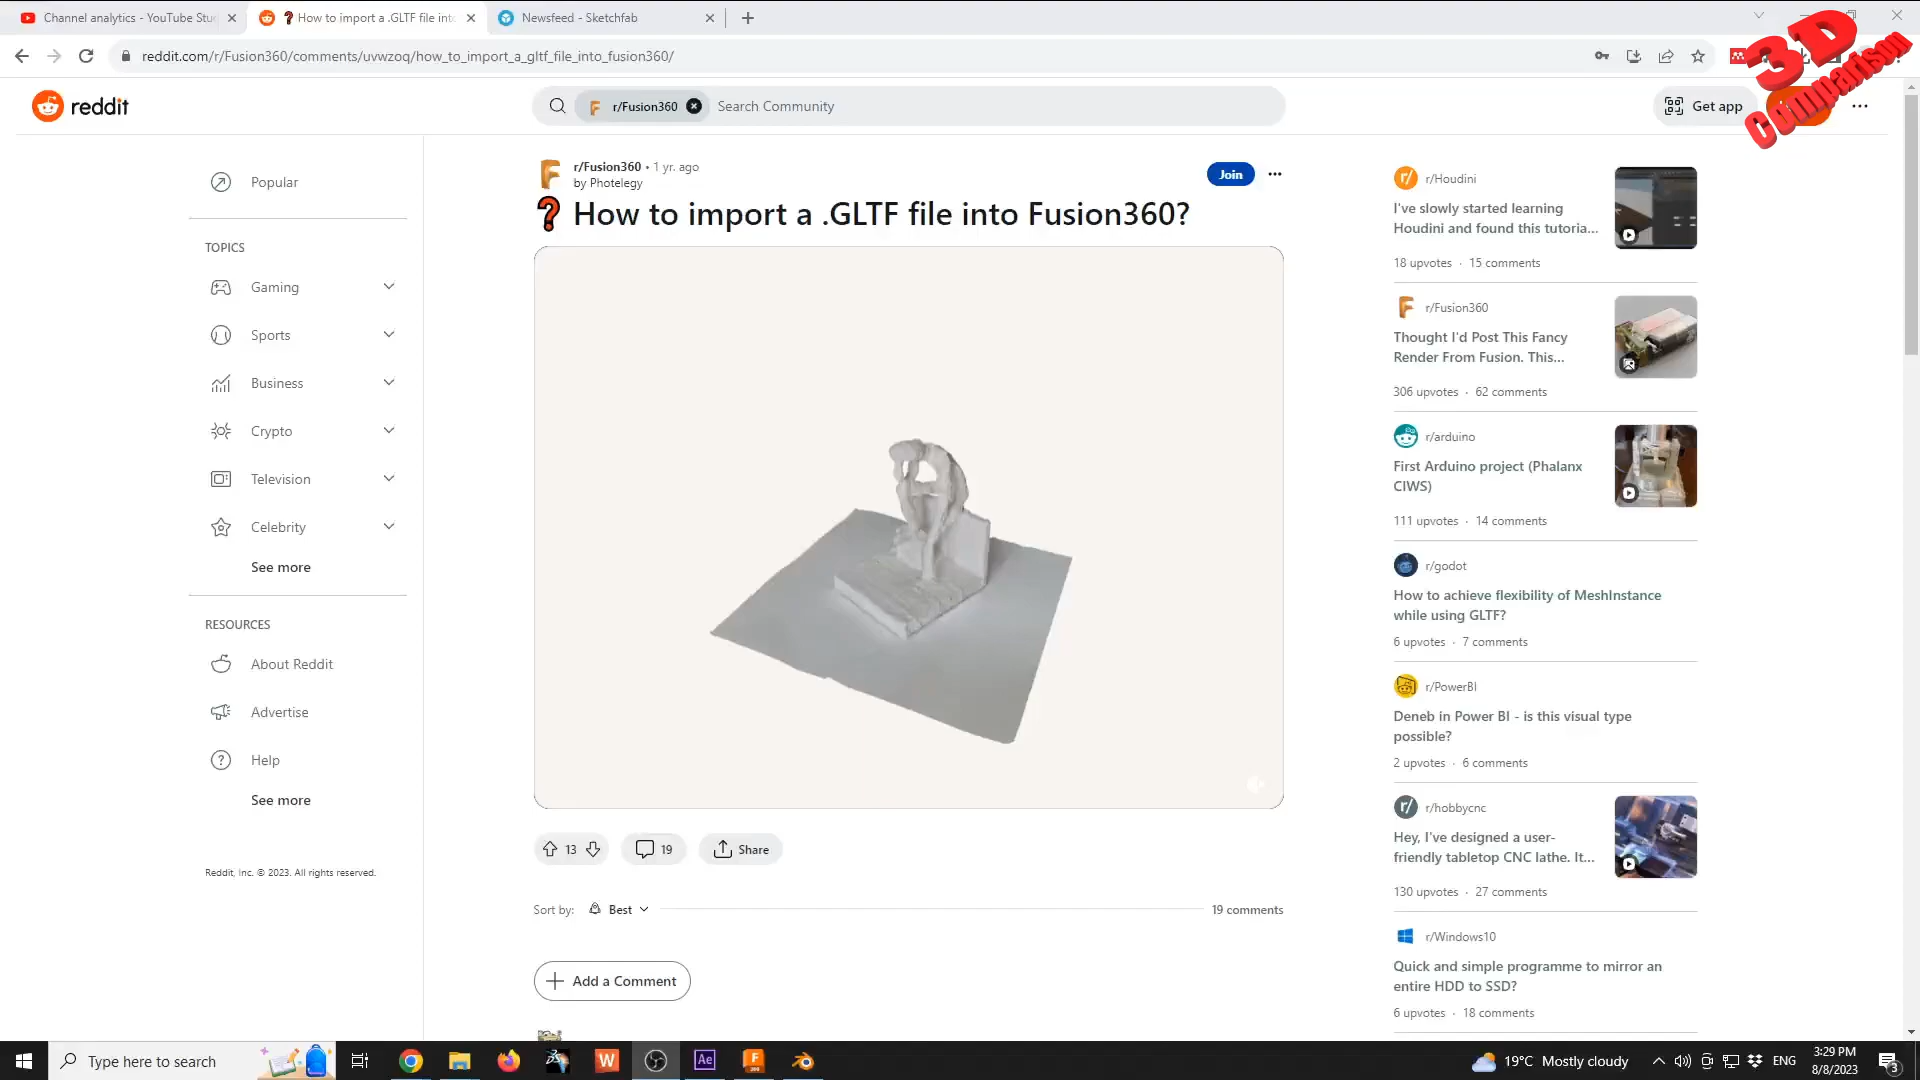 Channel analytics - YouTube Stu
❓ How to import a .GLTF file into
Newsfeed - Sketchfab
reddit.com/r/Fusion360/comments/uvwzoq/how_to_import_a_gltf_file_into_fusion360/
3D
Comparison
reddit
r/Fusion360
Search Community
Get app
Popular
TOPICS
Gaming
Sports
Business
Crypto
Television
Celebrity
See more
RESOURCES
About Reddit
Advertise
Help
See more
Reddit, Inc. © 2023. All rights reserved.
r/Fusion360 • 1 yr. ago
by Photelegy
Join
❓ How to import a .GLTF file into Fusion360?
13
19
Share
Sort by:
Best
19 comments
Add a Comment
r/Houdini
I've slowly started learning
Houdini and found this tutoria...
18 upvotes · 15 comments
r/Fusion360
Thought I'd Post This Fancy
Render From Fusion. This...
306 upvotes · 62 comments
r/arduino
First Arduino project (Phalanx
CIWS)
111 upvotes · 14 comments
r/godot
How to achieve flexibility of MeshInstance
while using GLTF?
6 upvotes · 7 comments
r/PowerBI
Deneb in Power BI - is this visual type
possible?
2 upvotes · 6 comments
r/hobbycnc
Hey, I've designed a user-
friendly tabletop CNC lathe. It...
130 upvotes · 27 comments
r/Windows10
Quick and simple programme to mirror an
entire HDD to SSD?
6 upvotes · 18 comments
Type here to search
W
Ae
F
19°C Mostly cloudy
ENG
3:29 PM
8/8/2023
3